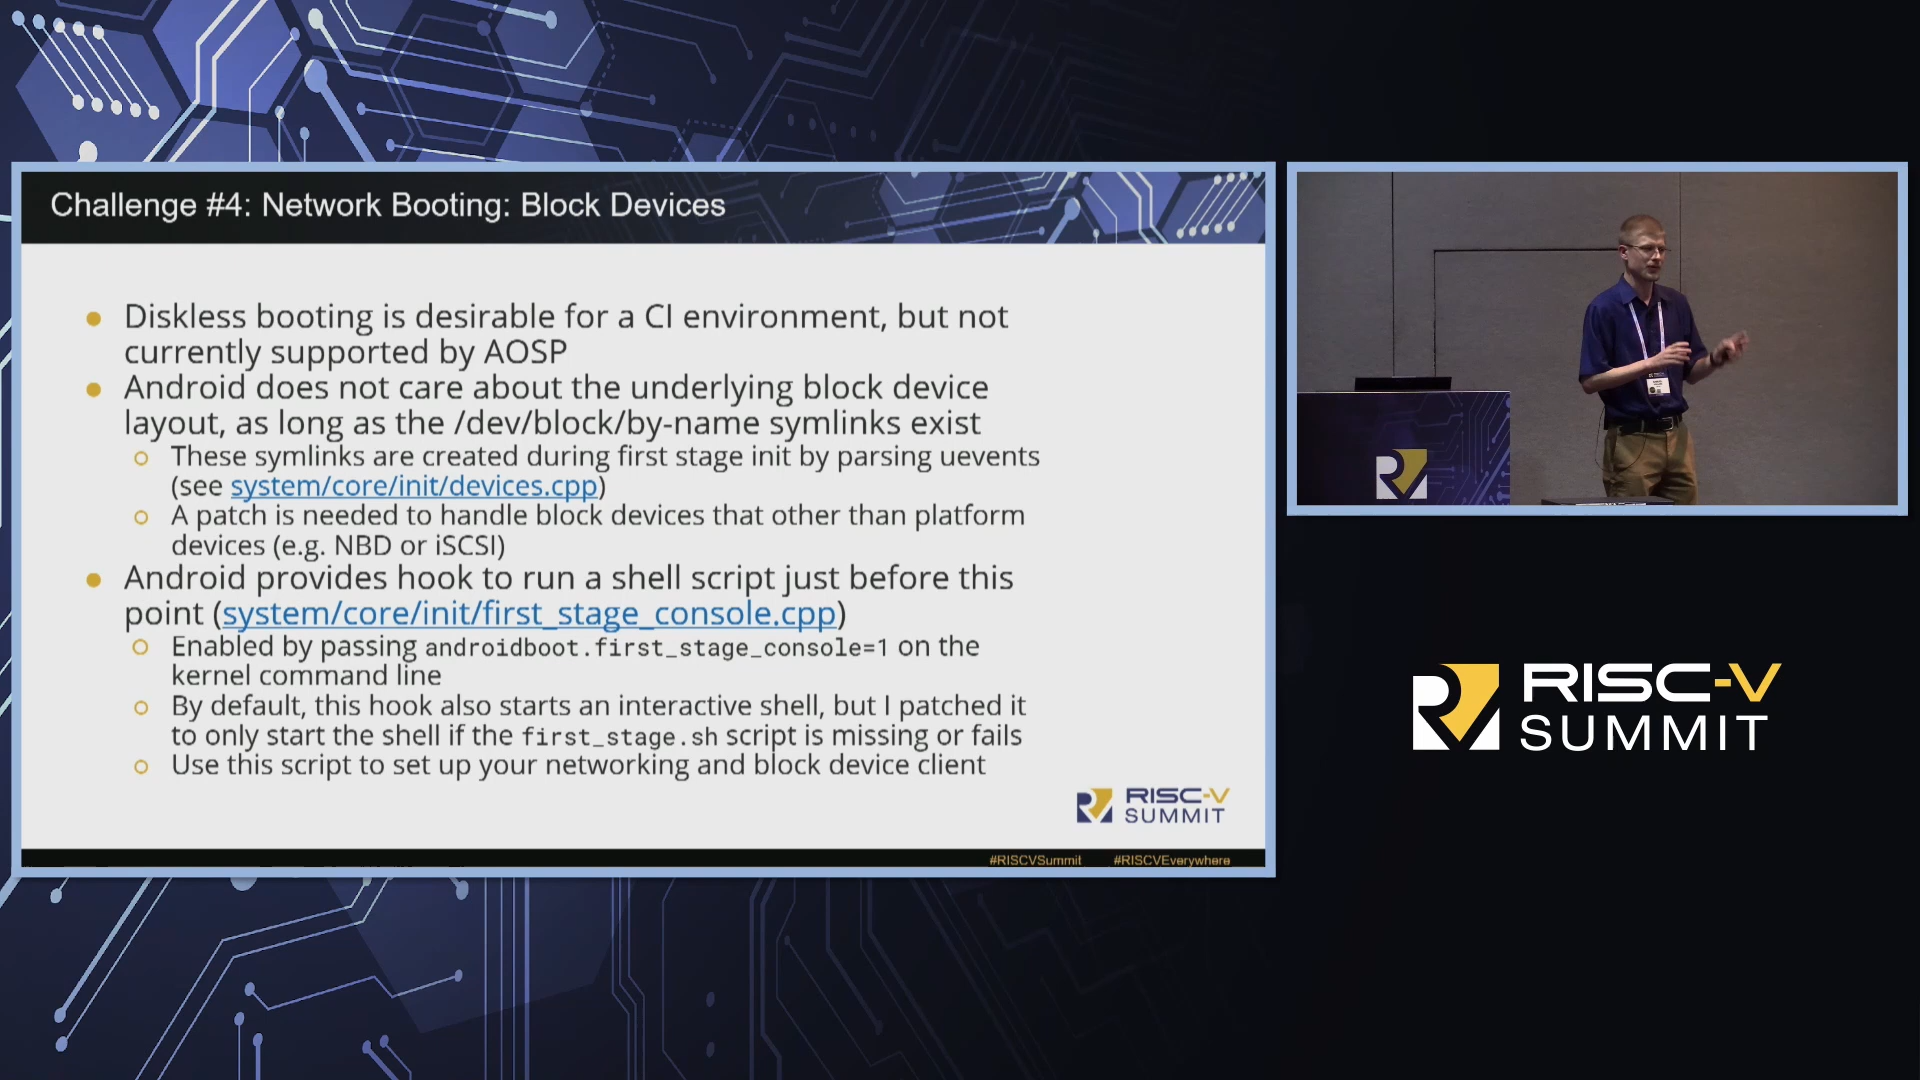 Challenge #4: Network Booting: Block Devices
Diskless booting is desirable for a CI environment, but not
currently supported by AOSP
Android does not care about the underlying block device
layout, as long as the /dev/block/by-name symlinks exist
These symlinks are created during first stage init by parsing uevents
(see system/core/init/devices.cpp)
A patch is needed to handle block devices that other than platform
devices (e.g. NBD or iSCSI)
Android provides hook to run a shell script just before this
point (system/core/init/first_stage_console.cpp)
Enabled by passing androidboot.first_stage_console=1 on the
kernel command line
By default, this hook also starts an interactive shell, but I patched it
to only start the shell if the first_stage.sh script is missing or fails
Use this script to set up your networking and block device client
RISC-V
SUMMIT
#RISCVSummit #RISCVEverywhere
RISC-V
SUMMIT